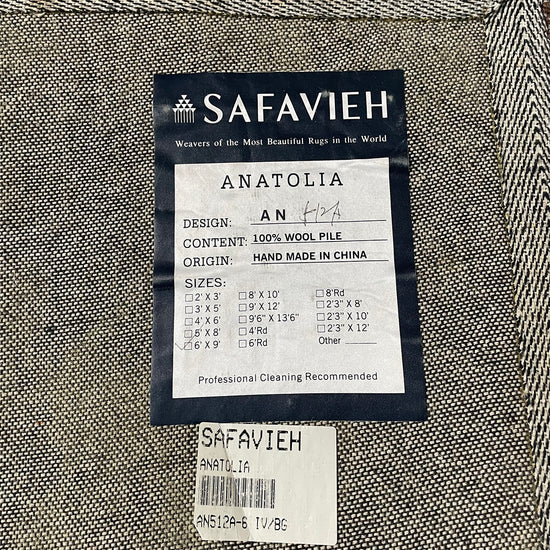 SAFAVIEH
Weavers of the Most Beautiful Rugs in the World
ANATOLIA
DESIGN: AN 512A
CONTENT: 100% WOOL PILE
ORIGIN: HAND MADE IN CHINA
SIZES:
☐ 2' X 3' ☐ 8' X 10' ☐ 8'Rd
☐ 3' X 5' ☐ 9' X 12' ☐ 2'3" X 8'
☐ 4' X 6' ☐ 9'6" X 13'6" ☐ 2'3" X 10'
☐ 5' X 8' ☐ 4'Rd ☐ 2'3" X 12'
☑ 6' X 9' ☐ 6'Rd Other
Professional Cleaning Recommended
SAFAVIEH
ANATOLIA
AN512A-6 IV/BG